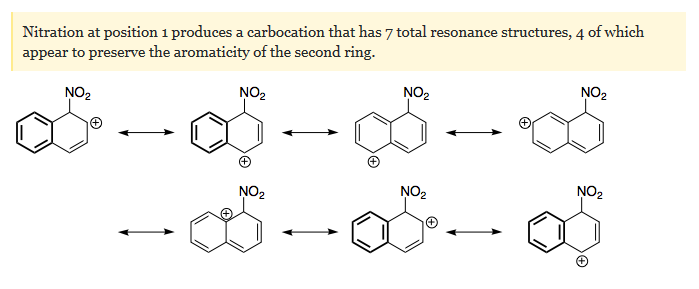 Nitration at position 1 produces a carbocation that has 7 total resonance structures, 4 of which
appear to preserve the aromaticity of the second ring.
NO2 NO2 NO2 NO2
NO2 NO2 NO2